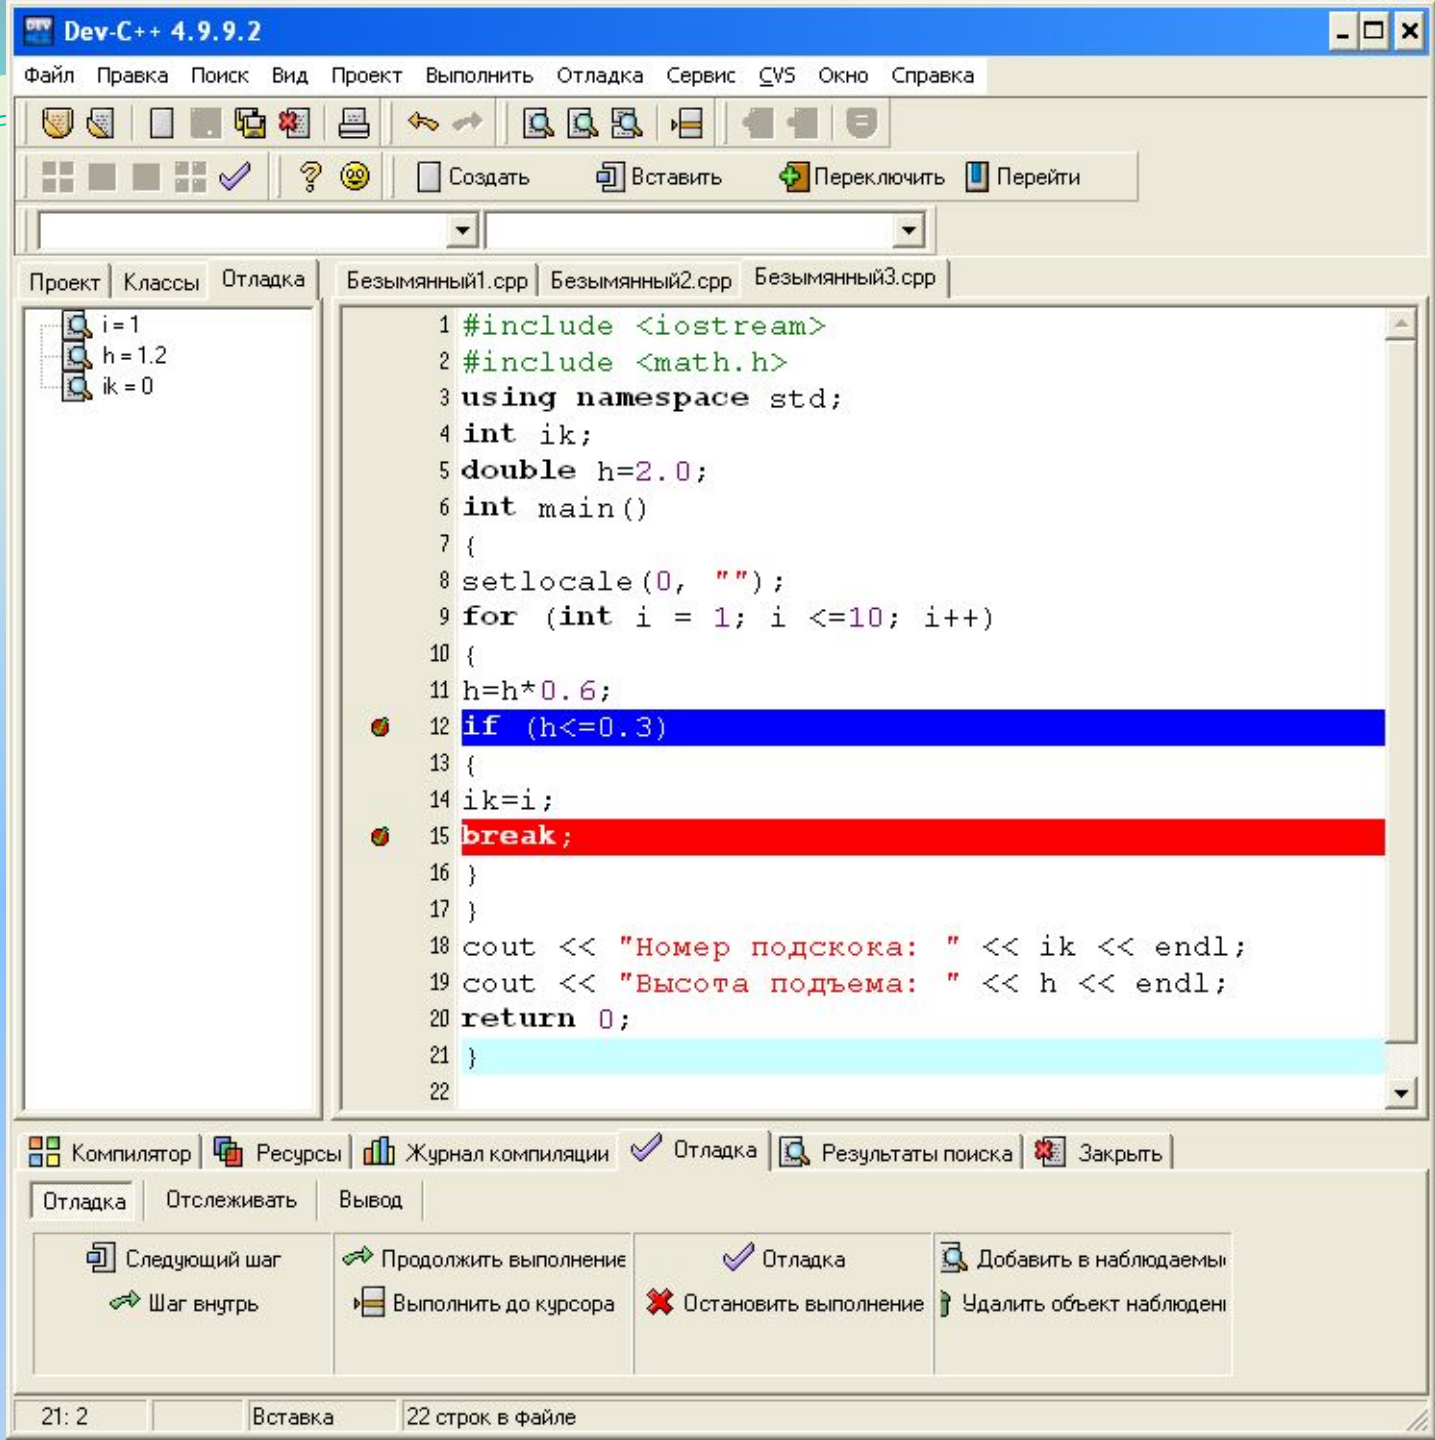 Dev-C++ 4.9.9.2
Файл Правка Поиск Вид Проект Выполнить Отладка Сервис CVS Окно Справка
Создать Вставить Переключить Перейти
Проект Классы Отладка
i = 1
h = 1.2
ik = 0
Безымянный1.cpp Безымянный2.cpp Безымянный3.cpp
1 #include <iostream>
2 #include <math.h>
3 using namespace std;
4 int ik;
5 double h=2.0;
6 int main()
7 {
8 setlocale(0, "");
9 for (int i = 1; i <=10; i++)
10 {
11 h=h*0.6;
12 if (h<=0.3)
13 {
14 ik=i;
15 break;
16 }
17 }
18 cout << "Номер подскока: " << ik << endl;
19 cout << "Высота подъема: " << h << endl;
20 return 0;
21 }
22
Компилятор Ресурсы Журнал компиляции Отладка Результаты поиска Закрыть
Отладка Отслеживать Вывод
Следующий шаг Продолжить выполнение Отладка Добавить в наблюдаемы
Шаг внутрь Выполнить до курсора Остановить выполнение Удалить объект наблюден
21: 2 Вставка 22 строк в файле